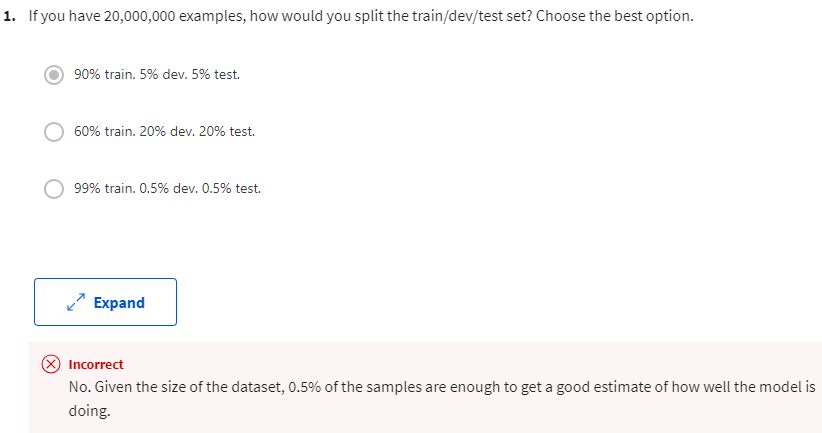 1. If you have 20,000,000 examples, how would you split the train/dev/test set? Choose the best option.
90% train. 5% dev. 5% test.
60% train. 20% dev. 20% test.
99% train. 0.5% dev. 0.5% test.
Expand
Incorrect
No. Given the size of the dataset, 0.5% of the samples are enough to get a good estimate of how well the model is
doing.